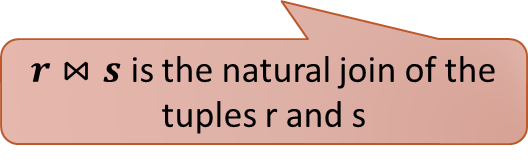 r ⋈ s is the natural join of the
tuples r and s